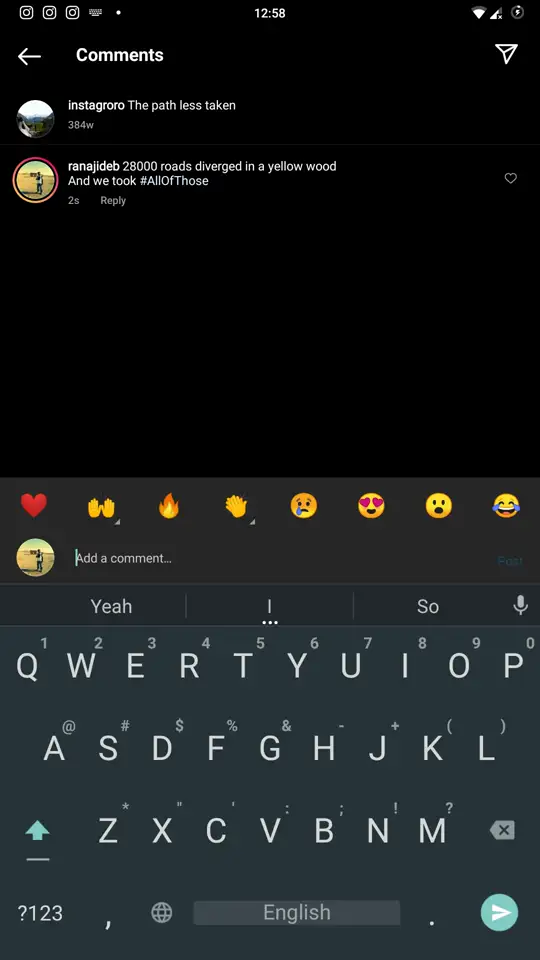 12:58
Comments
instagroro The path less taken
384w
ranajideb 28000 roads diverged in a yellow wood
And we took #AllOfThose
2s Reply
Add a comment...
Post
Yeah I So
1 2 3 4 5 6 7 8 9 0
Q W E R T Y U I O P
@ # $ % & - + ( )
A S D F G H J K L
* " ' : ; ! ?
Z X C V B N M
?123 , English .